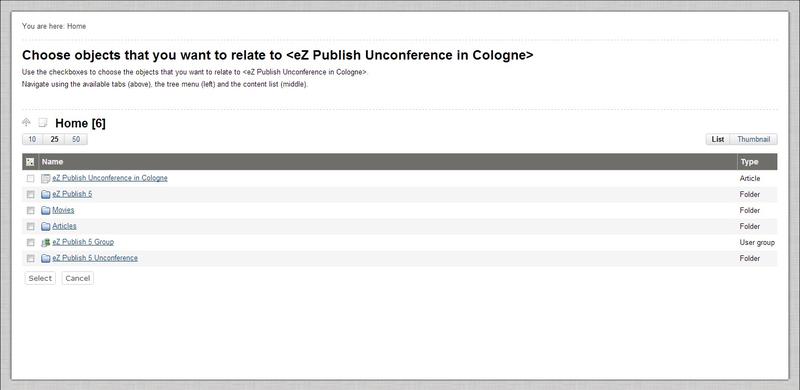 You are here: Home
Choose objects that you want to relate to <eZ Publish Unconference in Cologne>
Use the checkboxes to choose the objects that you want to relate to <eZ Publish Unconference in Cologne>.
Navigate using the available tabs (above), the tree menu (left) and the content list (middle).
Home [6]
10 25 50 List Thumbnail
Name Type
eZ Publish Unconference in Cologne Article
eZ Publish 5 Folder
Movies Folder
Articles Folder
eZ Publish 5 Group User group
eZ Publish 5 Unconference Folder
Select Cancel